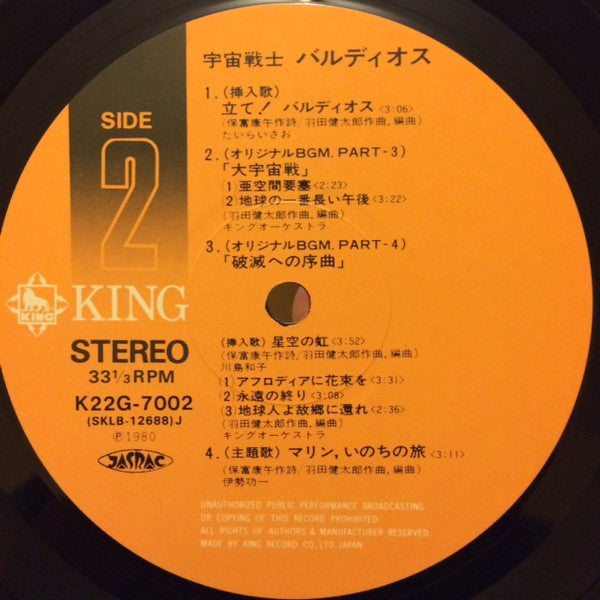 宇宙戦士 バルディオス
SIDE
2
1.(挿入歌)
立て! バルディオス<3:06>
(保富康午作詩/羽田健太郎作曲,編曲)
たいらいさお
2.(オリジナルBGM. PART-3)
「大宇宙戦」
(1)亜空間要塞<2:23>
(2)地球の一番長い午後<3:22>
(羽田健太郎作曲,編曲)
キングオーケストラ
3.(オリジナルBGM. PART-4)
「破滅への序曲」
KING
KING
STEREO
33 1/3 RPM
K22G-7002
(SKLB-12688)J
Ⓟ1980
JASRAC
(挿入歌) 星空の虹<3:52>
(保富康午作詩/羽田健太郎作曲,編曲)
川島和子
(1)アフロディアに花束を<3:31>
(2)永遠の終り<3:08>
(3)地球人よ故郷に還れ<2:36>
(羽田健太郎作曲,編曲)
キングオーケストラ
4.(主題歌) マリン,いのちの旅<3:11>
(保富康午作詩/羽田健太郎作曲,編曲)
伊勢功一
UNAUTHORIZED PUBLIC PERFORMANCE BROADCASTING
OR COPYING OF THIS RECORD PROHIBITED
ALL RIGHTS OF AUTHORS & MANUFACTURER RESERVED.
MADE BY KING RECORD CO. LTD. JAPAN